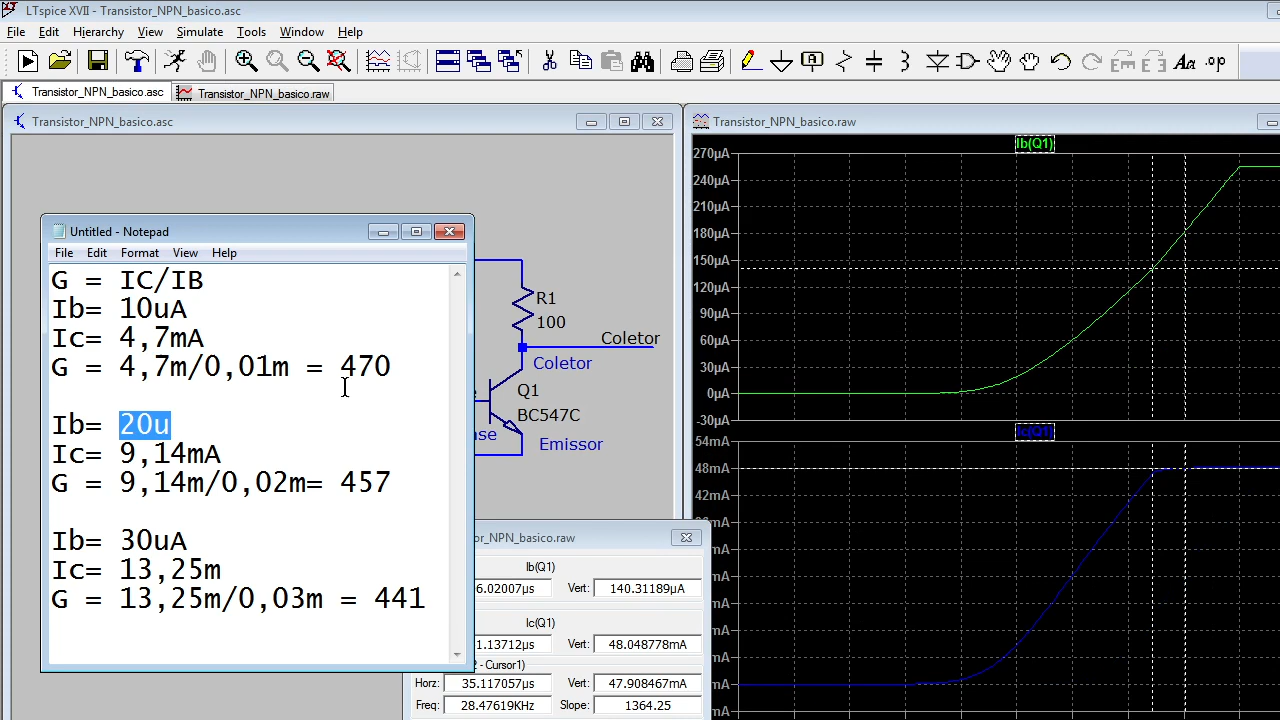 LTspice XVII - Transistor_NPN_basico.asc
File Edit Hierarchy View Simulate Tools Window Help
Transistor_NPN_basico.asc Transistor_NPN_basico.raw
Transistor_NPN_basico.asc
Transistor_NPN_basico.raw
Untitled - Notepad
File Edit Format View Help
G = IC/IB
Ib= 10uA
Ic= 4,7mA
G = 4,7m/0,01m = 470
Ib= 20u
Ic= 9,14mA
G = 9,14m/0,02m= 457
Ib= 30uA
Ic= 13,25m
G = 13,25m/0,03m = 441
R1
100
Coletor
Coletor
Q1
BC547C
Emissor
Ib(Q1)
270µA
240µA
210µA
180µA
150µA
120µA
90µA
60µA
30µA
0µA
-30µA
Ic(Q1)
54mA
48mA
42mA
Ib(Q1)
Vert: 140.31189µA
Ic(Q1)
Vert: 48.048778mA
Horz: 35.117057µs Vert: 47.908467mA
Freq: 28.47619KHz Slope: 1364.25